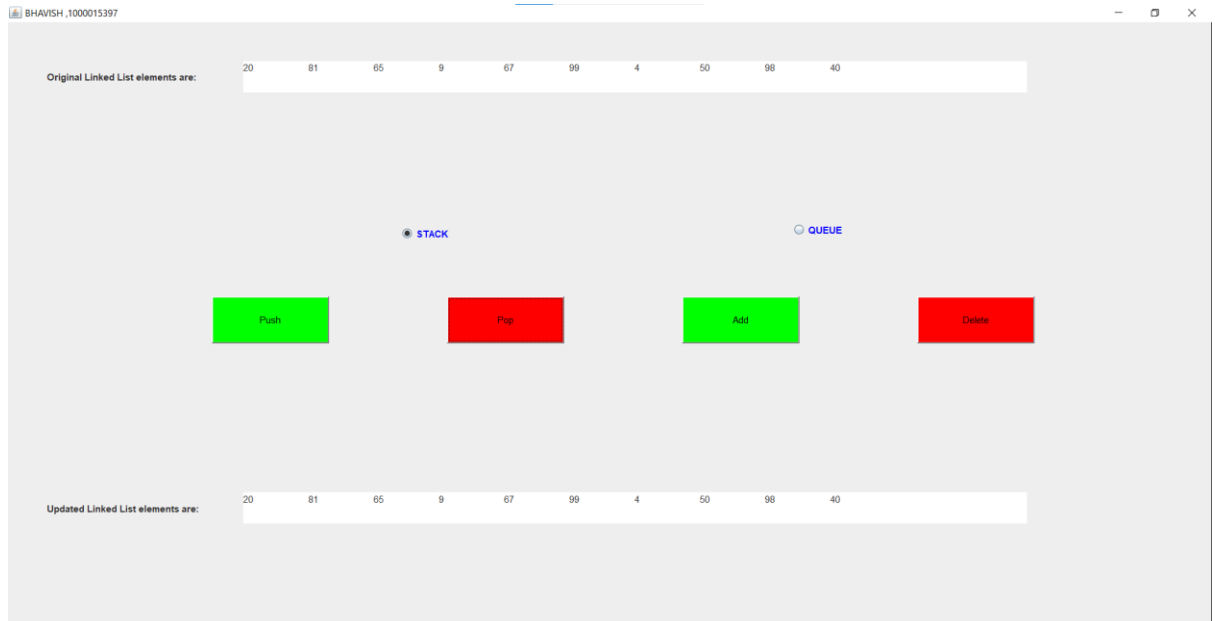 BHAVISH ,1000015397
Original Linked List elements are: 20 81 65 9 67 99 4 50 98 40
STACK QUEUE
Push Pop Add Delete
Updated Linked List elements are: 20 81 65 9 67 99 4 50 98 40